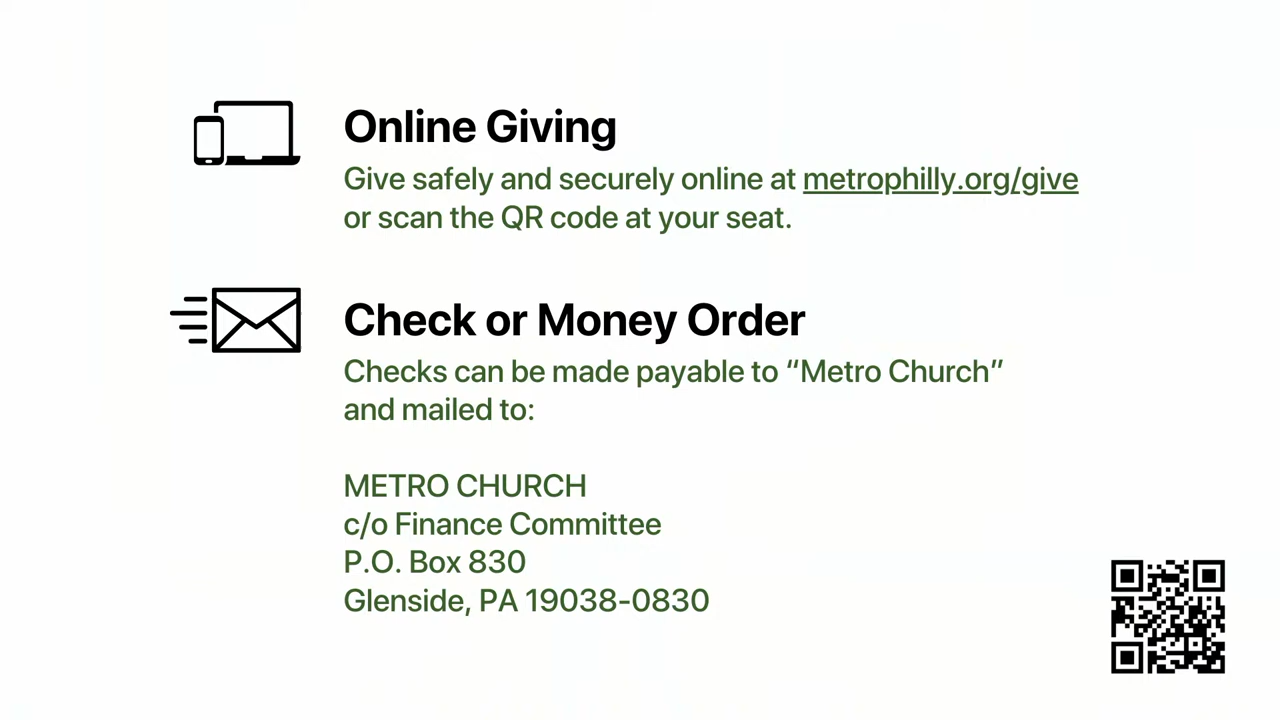 Online Giving
Give safely and securely online at metrophilly.org/give
or scan the QR code at your seat.
Check or Money Order
Checks can be made payable to “Metro Church”
and mailed to:
METRO CHURCH
c/o Finance Committee
P.O. Box 830
Glenside, PA 19038-0830